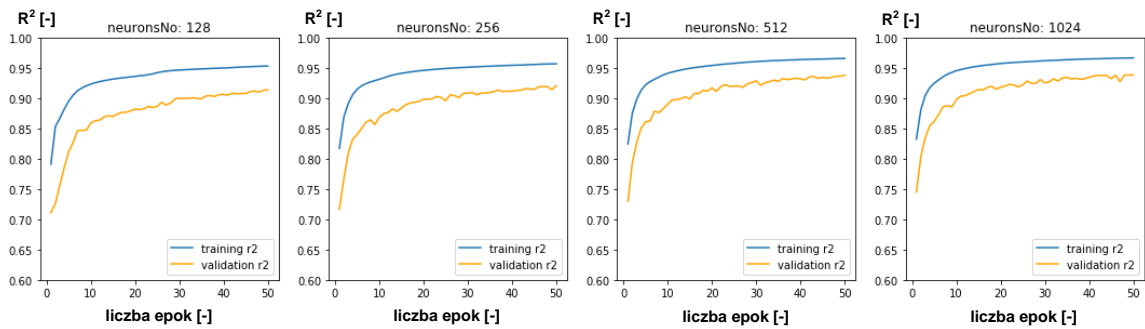 R² [-]
neuronsNo: 128
1.00
0.95
0.90
0.85
0.80
0.75
0.70
0.65
0.60
training r2
validation r2
0 10 20 30 40 50
liczba epok [-]
R² [-]
neuronsNo: 256
1.00
0.95
0.90
0.85
0.80
0.75
0.70
0.65
0.60
training r2
validation r2
0 10 20 30 40 50
liczba epok [-]
R² [-]
neuronsNo: 512
1.00
0.95
0.90
0.85
0.80
0.75
0.70
0.65
0.60
training r2
validation r2
0 10 20 30 40 50
liczba epok [-]
R² [-]
neuronsNo: 1024
1.00
0.95
0.90
0.85
0.80
0.75
0.70
0.65
0.60
training r2
validation r2
0 10 20 30 40 50
liczba epok [-]